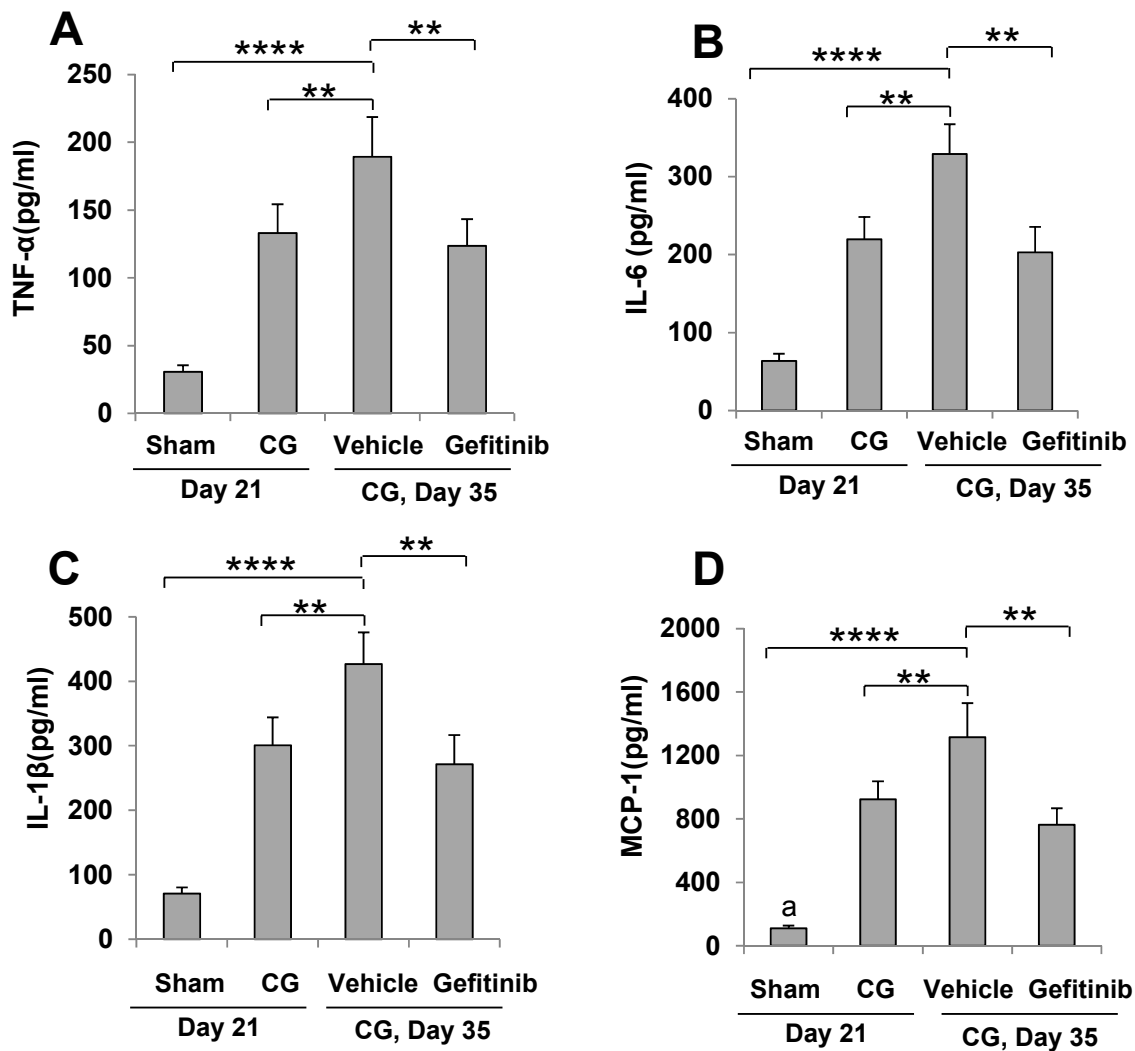 A
****
**
**
TNF-α(pg/ml)
250
200
150
100
50
0
Sham CG Vehicle Gefitinib
Day 21 CG, Day 35
B
****
**
**
IL-6 (pg/ml)
400
300
200
100
0
Sham CG Vehicle Gefitinib
Day 21 CG, Day 35
C
****
**
**
IL-1β(pg/ml)
500
400
300
200
100
0
Sham CG Vehicle Gefitinib
Day 21 CG, Day 35
D
****
**
**
MCP-1(pg/ml)
2000
1600
1200
800
400
0
a
Sham CG Vehicle Gefitinib
Day 21 CG, Day 35